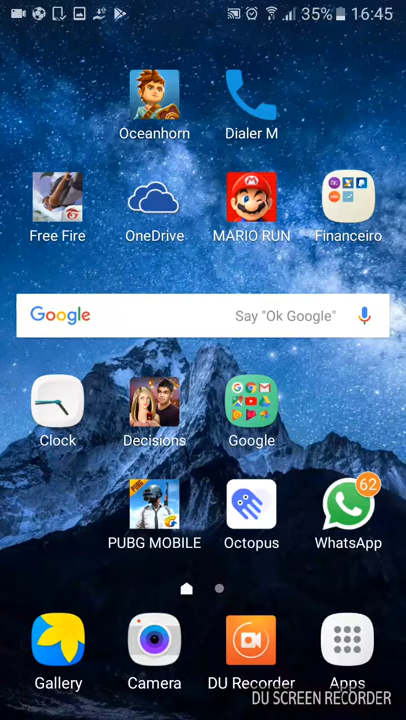 35% 16:45
Oceanhorn Dialer M
Free Fire OneDrive MARIO RUN Financeiro
Google Say "Ok Google"
Clock Decisions Google
62
PUBG MOBILE Octopus WhatsApp
Gallery Camera DU Recorder Apps
DU SCREEN RECORDER